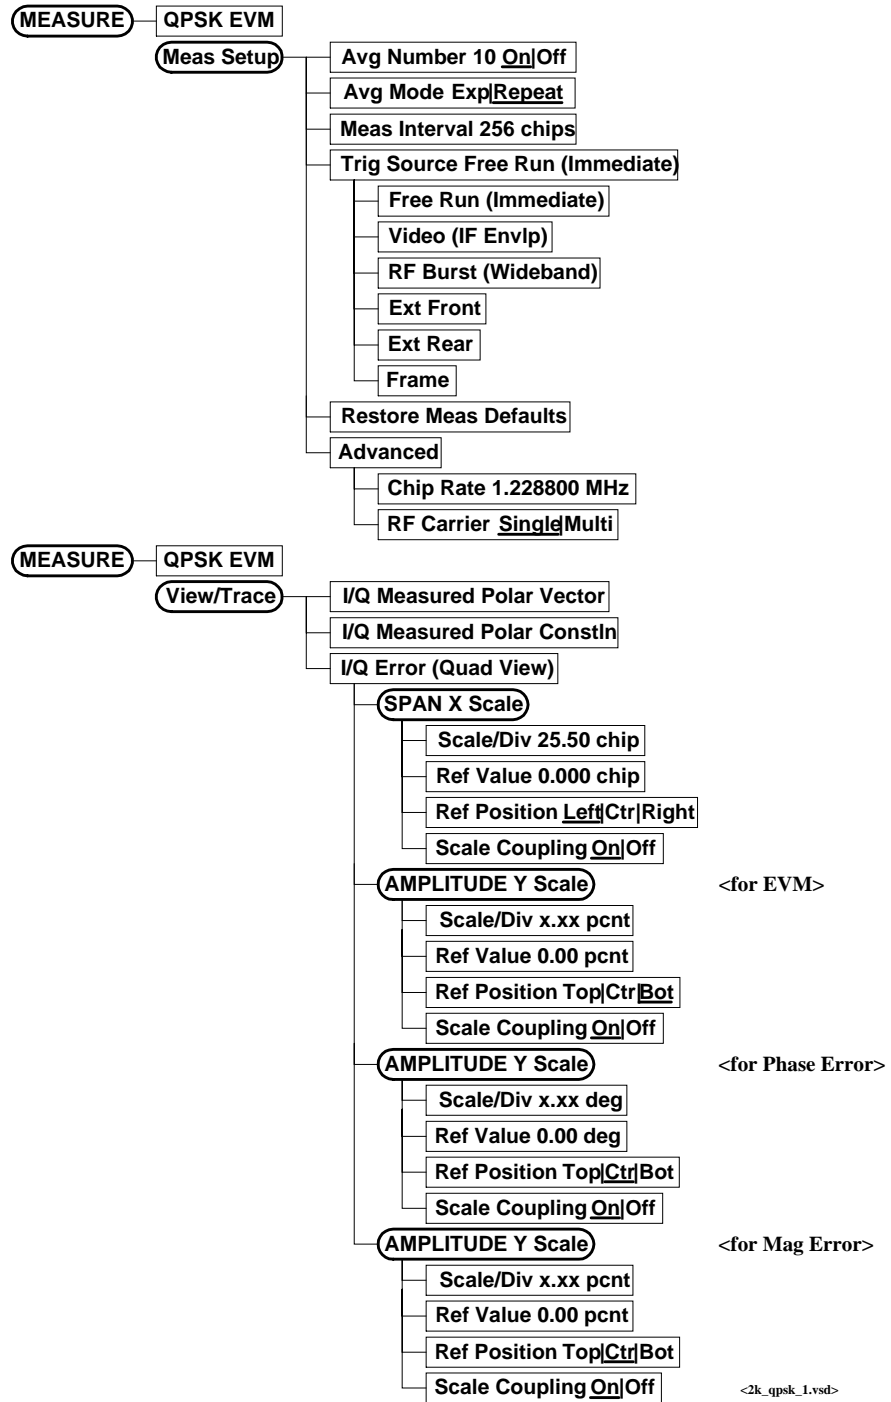 MEASURE QPSK EVM
Meas Setup Avg Number 10 On|Off
Avg Mode Exp|Repeat
Meas Interval 256 chips
Trig Source Free Run (Immediate)
Free Run (Immediate)
Video (IF Envlp)
RF Burst (Wideband)
Ext Front
Ext Rear
Frame
Restore Meas Defaults
Advanced
Chip Rate 1.228800 MHz
RF Carrier Single|Multi
MEASURE QPSK EVM
View/Trace I/Q Measured Polar Vector
I/Q Measured Polar Constln
I/Q Error (Quad View)
SPAN X Scale
Scale/Div 25.50 chip
Ref Value 0.000 chip
Ref Position Left|Ctr|Right
Scale Coupling On|Off
AMPLITUDE Y Scale <for EVM>
Scale/Div x.xx pcnt
Ref Value 0.00 pcnt
Ref Position Top|Ctr|Bot
Scale Coupling On|Off
AMPLITUDE Y Scale <for Phase Error>
Scale/Div x.xx deg
Ref Value 0.00 deg
Ref Position Top|Ctr|Bot
Scale Coupling On|Off
AMPLITUDE Y Scale <for Mag Error>
Scale/Div x.xx pcnt
Ref Value 0.00 pcnt
Ref Position Top|Ctr|Bot
Scale Coupling On|Off <2k_qpsk_1.vsd>